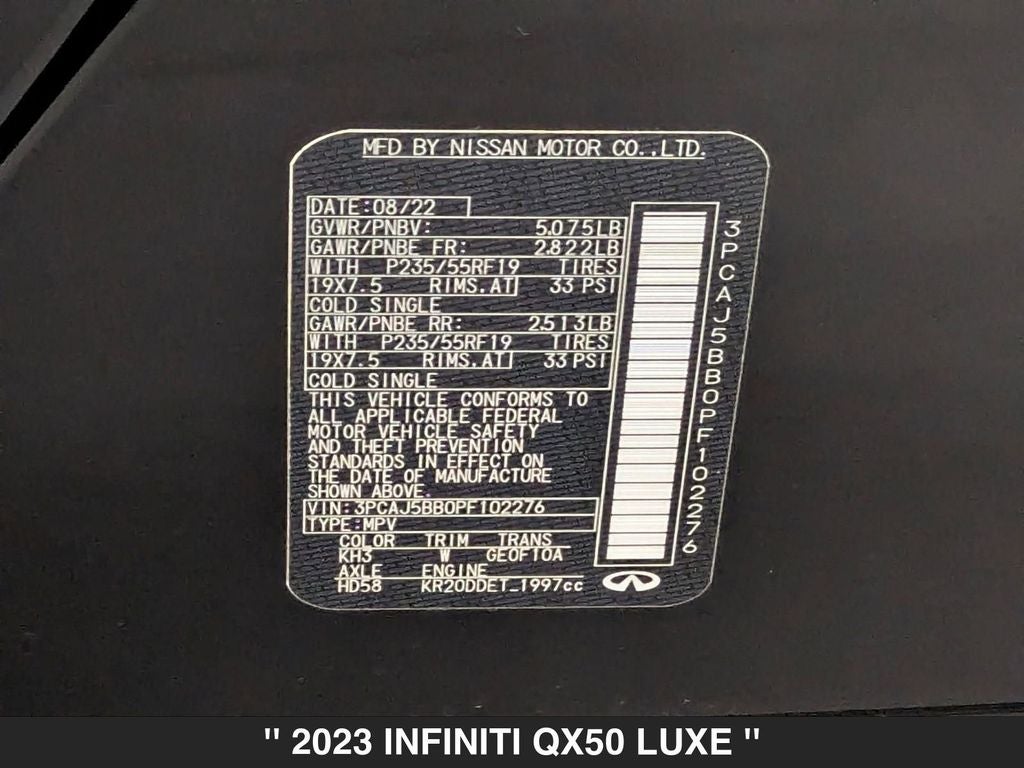 MFD BY NISSAN MOTOR CO.,LTD.
DATE:08/22
GVWR/PNBV: 5.075LB
GAWR/PNBE FR: 2.822LB
WITH P235/55RF19 TIRES
19X7.5 RIMS.AT 33 PSI
COLD SINGLE
GAWR/PNBE RR: 2.513LB
WITH P235/55RF19 TIRES
19X7.5 RIMS.AT 33 PSI
COLD SINGLE
THIS VEHICLE CONFORMS TO
ALL APPLICABLE FEDERAL
MOTOR VEHICLE SAFETY
AND THEFT PREVENTION
STANDARDS IN EFFECT ON
THE DATE OF MANUFACTURE
SHOWN ABOVE.
VIN:3PCAJ5BB0PF102276
TYPE:MPV
COLOR TRIM TRANS
KH3 W GE0F10A
AXLE ENGINE
HD58 KR20DDET_1997cc
3PCAJ5BB0PF102276
" 2023 INFINITI QX50 LUXE "